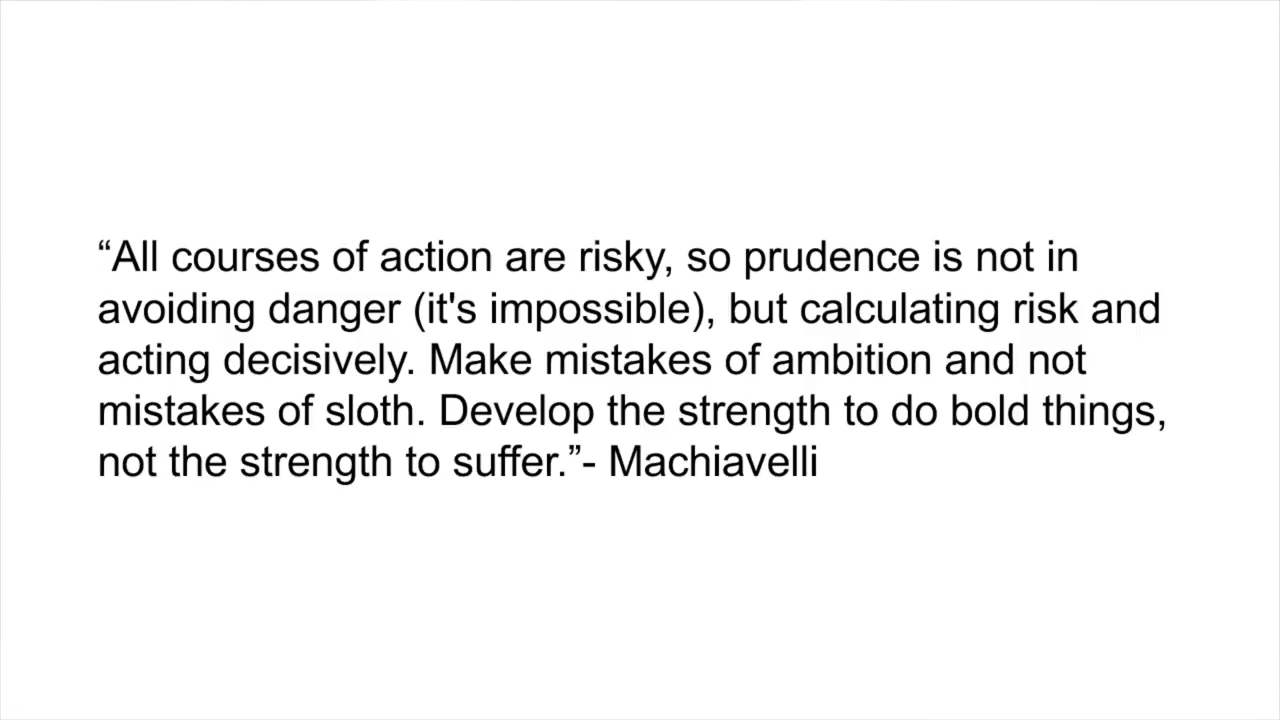 “All courses of action are risky, so prudence is not in
avoiding danger (it's impossible), but calculating risk and
acting decisively. Make mistakes of ambition and not
mistakes of sloth. Develop the strength to do bold things,
not the strength to suffer.”- Machiavelli